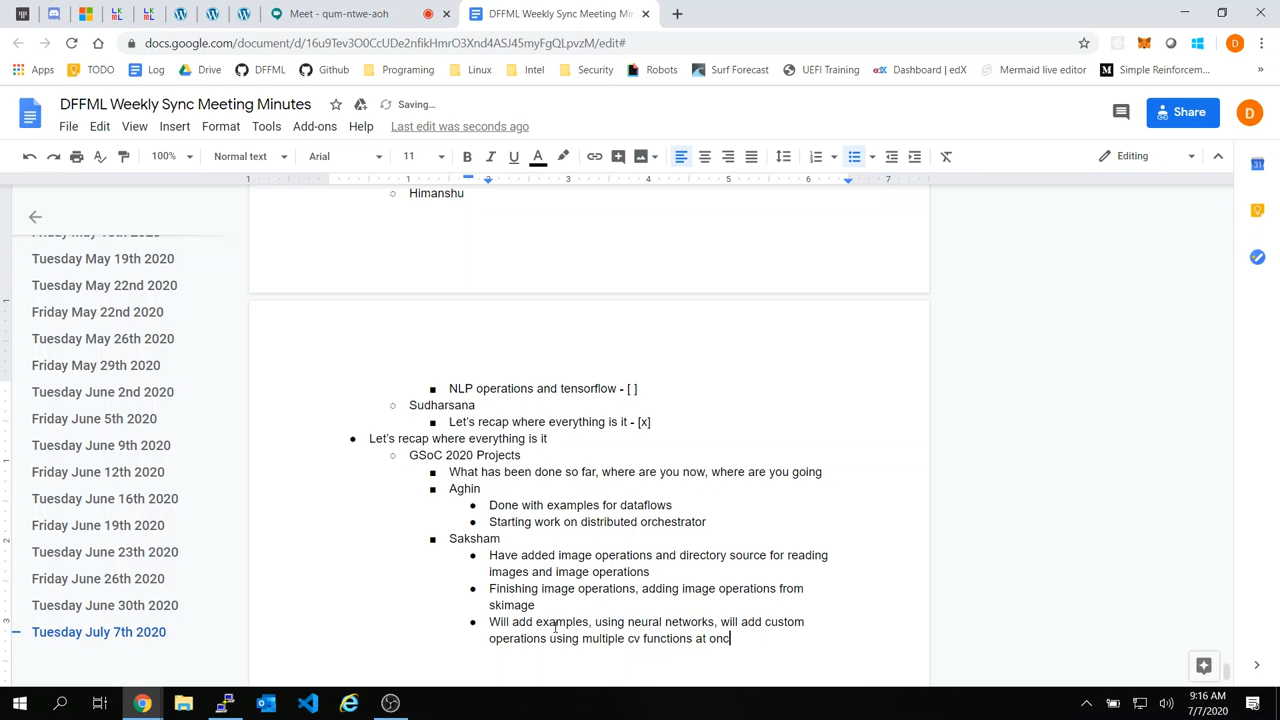 Meet - qum-ntwe-aoh
DFFML Weekly Sync Meeting Min
docs.google.com/document/d/16u9Tev3O0CcUDe2nfikHmrO3Xnd4ASJ45myFgQLpvzM/edit#
Apps TODO Log Drive DFFML Github Programing Linux Intel Security Robots Surf Forecast UEFI Training Dashboard | edX Mermaid live editor Simple Reinforcem...
DFFML Weekly Sync Meeting Minutes Saving...
Share D
File Edit View Insert Format Tools Add-ons Help Last edit was seconds ago
100% Normal text Arial 11 Editing
1 1 2 3 4 5 6 7
Himanshu
Tuesday May 19th 2020
Tuesday May 22nd 2020
Friday May 22nd 2020
Tuesday May 26th 2020
Friday May 29th 2020
Tuesday June 2nd 2020
Friday June 5th 2020
Tuesday June 9th 2020
Friday June 12th 2020
Tuesday June 16th 2020
Friday June 19th 2020
Tuesday June 23th 2020
Friday June 26th 2020
Tuesday June 30th 2020
Tuesday July 7th 2020
NLP operations and tensorflow - [ ]
Sudharsana
Let's recap where everything is it - [x]
Let's recap where everything is it
GSoC 2020 Projects
What has been done so far, where are you now, where are you going
Aghin
Done with examples for dataflows
Starting work on distributed orchestrator
Saksham
Have added image operations and directory source for reading
images and image operations
Finishing image operations, adding image operations from
skimage
Will add examples, using neural networks, will add custom
operations using multiple cv functions at onc
9:16 AM
7/7/2020